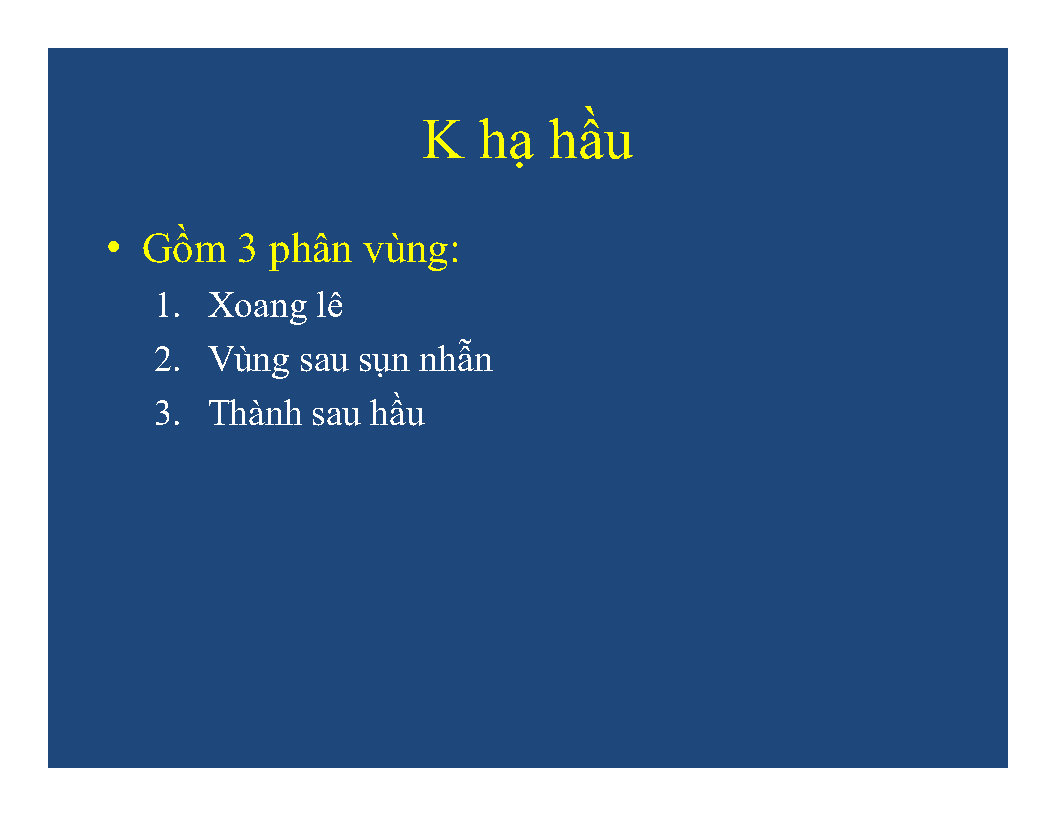 K hạ hầu
• Gồm 3 phân vùng:
1. Xoang lê
2. Vùng sau sụn nhẫn
3. Thành sau hầu